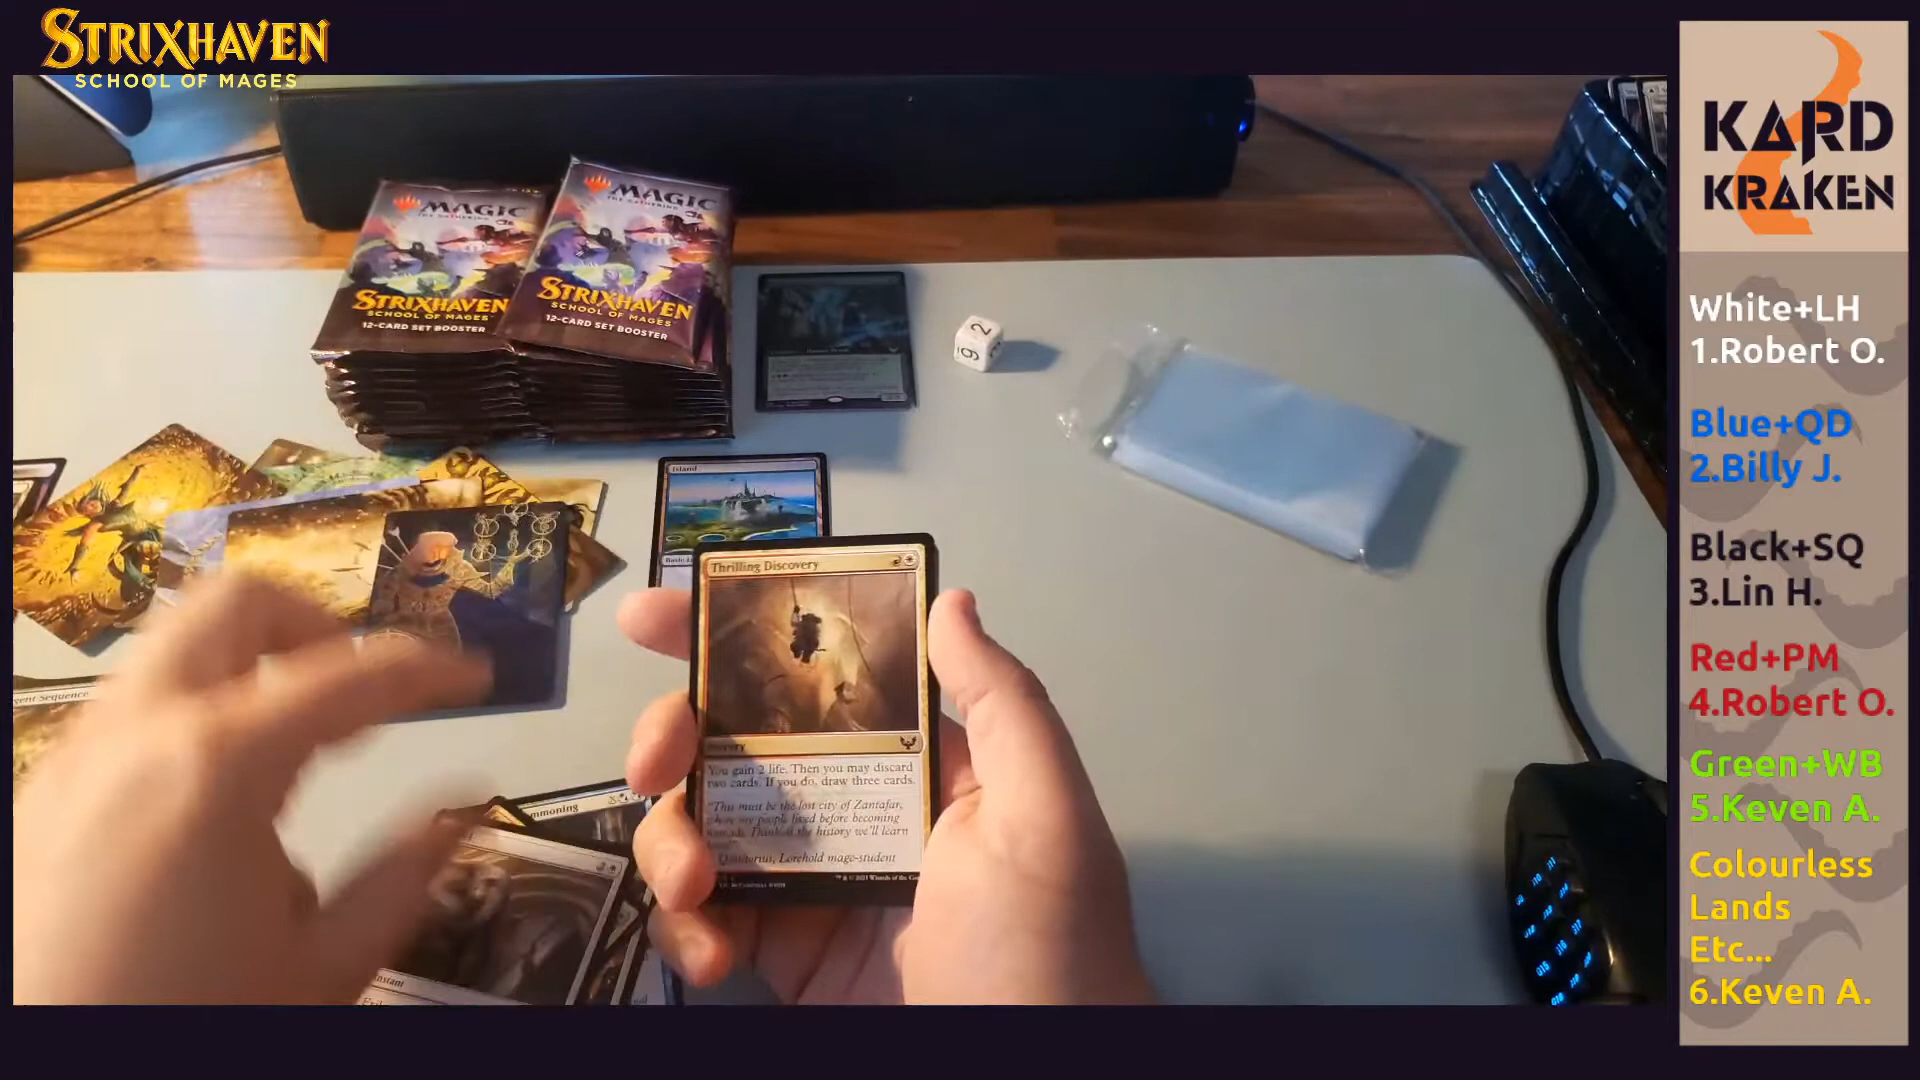 STRIXHAVEN
SCHOOL OF MAGES
KARD
KRAKEN
White+LH
1.Robert O.
Blue+QD
2.Billy J.
Black+SQ
3.Lin H.
Red+PM
4.Robert O.
Green+WB
5.Keven A.
Colourless
Lands
Etc...
6.Keven A.
MAGIC
THE GATHERING
STRIXHAVEN
SCHOOL OF MAGES
12-CARD SET BOOSTER
MAGIC
THE GATHERING
STRIXHAVEN
SCHOOL OF MAGES
12-CARD SET BOOSTER
2
9
Island
Thrilling Discovery
You gain 2 life. Then you may discard
two cards. If you do, draw three cards.
"This must be the lost city of Zantafar,
where my people lived before becoming
the history we'll learn
Quintorius, Lorehold mage-student
gent Sequence
mmoning